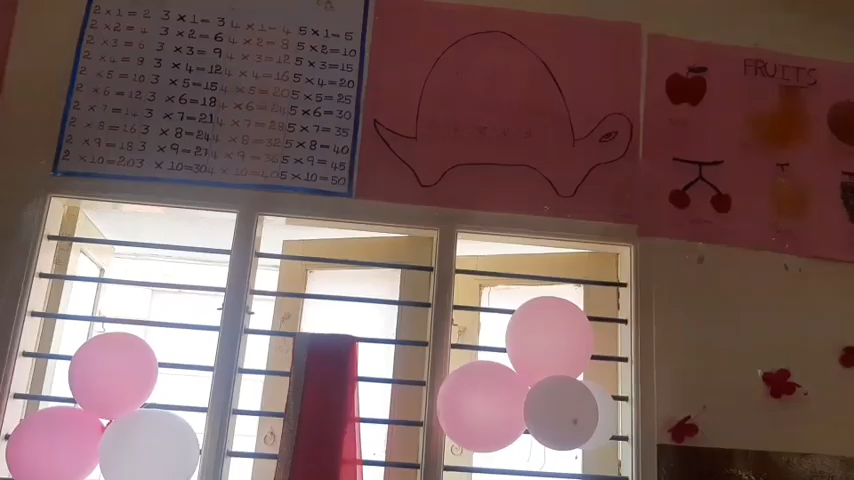 2 × 1 = 2 3 × 1 = 3 4 × 1 = 4 5 × 1 = 5
2 × 2 = 4 3 × 2 = 6 4 × 2 = 8 5 × 2 = 10
2 × 3 = 6 3 × 3 = 9 4 × 3 = 12 5 × 3 = 15
2 × 4 = 8 3 × 4 = 12 4 × 4 = 16 5 × 4 = 20
2 × 5 = 10 3 × 5 = 15 4 × 5 = 20 5 × 5 = 25
2 × 6 = 12 3 × 6 = 18 4 × 6 = 24 5 × 6 = 30
2 × 7 = 14 3 × 7 = 21 4 × 7 = 28 5 × 7 = 35
2 × 8 = 16 3 × 8 = 24 4 × 8 = 32 5 × 8 = 40
2 × 9 = 18 3 × 9 = 27 4 × 9 = 36 5 × 9 = 45
2 × 10 = 20 3 × 10 = 30 4 × 10 = 40 5 × 10 = 50
FRUITS